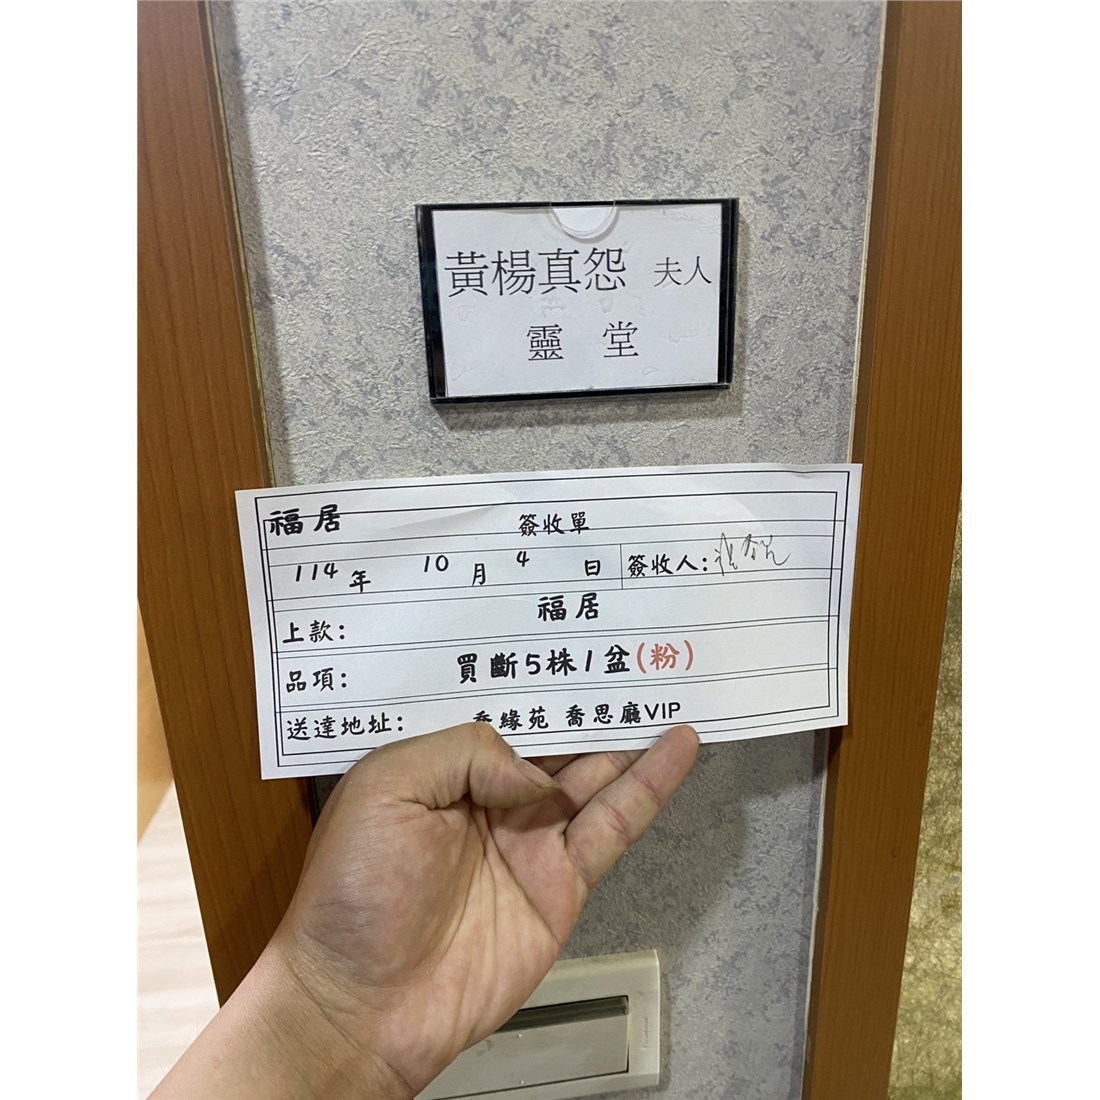 黃楊真怨 夫人
靈 堂
福居
簽收單
114 年 10 月 4 日 簽收人:
上款: 福居
品項: 買斷5株1盆(粉)
送達地址: 喬緣苑 喬思廳VIP